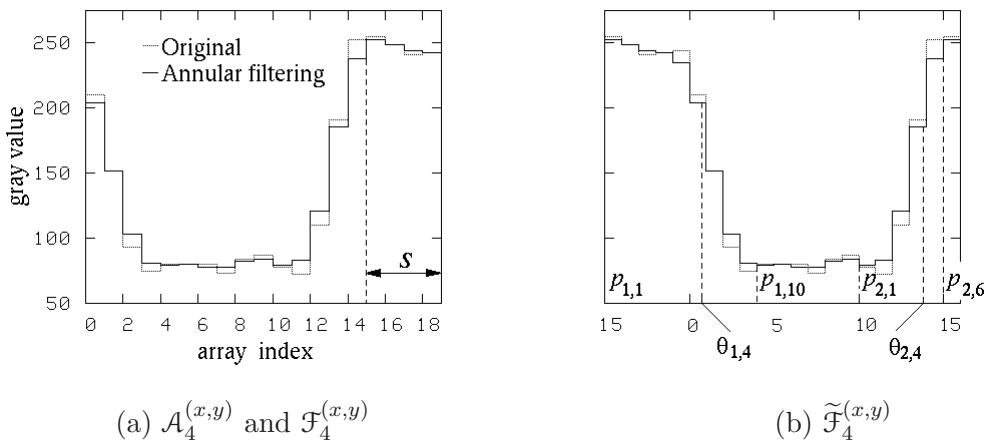 250
200
150
100
50
gray value
Original
Annular filtering
s
0 2 4 6 8 10 12 14 16 18
array index
p1,1 p1,10 p2,1 p2,6
15 0 5 10 15
θ1,4 θ2,4
(a) 𝒜₄^(x,y) and ℱ₄^(x,y)
(b) ℱ̃₄^(x,y)